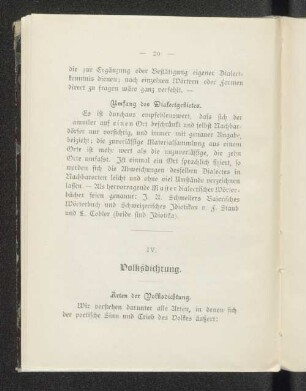 — 28 —
die zur Ergänzung oder Bestätigung eigener Dialekt-
kenntnis dienen; nach einzelnen Wörtern oder Formen
direct zu fragen wäre ganz verfehlt. —
Umfang des Dialektgebietes.
Es ist durchaus empfehlenswert, dass sich der
Sammler auf einen Ort beschränkt und selbst Nachbar-
dörfer nur vorsichtig, und immer mit genauer Angabe,
beizieht; die zuverlässige Materialsammlung aus einem
Orte ist mehr wert als die unzuverlässige, die zehn
Orte umfasst. Ist einmal ein Ort sprachlich fixiert, so
werden sich die Abweichungen desselben Dialectes in
Nachbarorten leicht und ohne viel Umstände verzeichnen
lassen — Als hervorragende Muster dialektischer Wörter-
bücher seien genannt: J. A. Schmellers Baierisches
Wörterbuch und Schweizerisches Idiotikon v. F. Staub
und L. Tobler (beide sind Idiotika).
IV.
Volksdichtung.
Arten der Volksdichtung.
Wir verstehen darunter alle Arten, in denen sich
der poetische Sinn und Trieb des Volkes äußert: